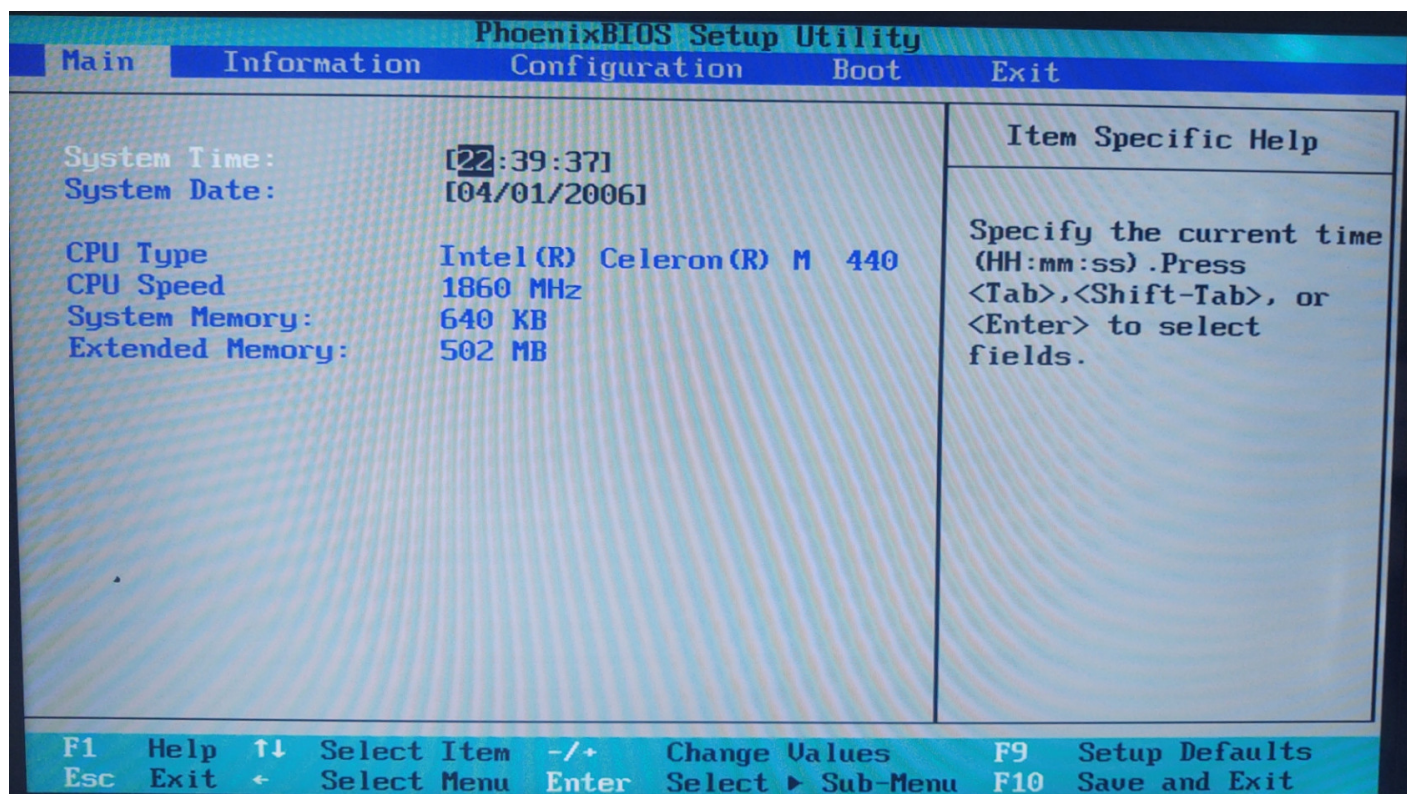 PhoenixBIOS Setup Utility
Main Information Configuration Boot Exit
System Time: [22:39:37]
System Date: [04/01/2006]
CPU Type Intel(R) Celeron(R) M 440
CPU Speed 1860 MHz
System Memory: 640 KB
Extended Memory: 502 MB
Item Specific Help
Specify the current time
(HH:mm:ss).Press
<Tab>,<Shift-Tab>, or
<Enter> to select
fields.
F1 Help ↑↓ Select Item -/+ Change Values F9 Setup Defaults
Esc Exit ← Select Menu Enter Select ▶ Sub-Menu F10 Save and Exit